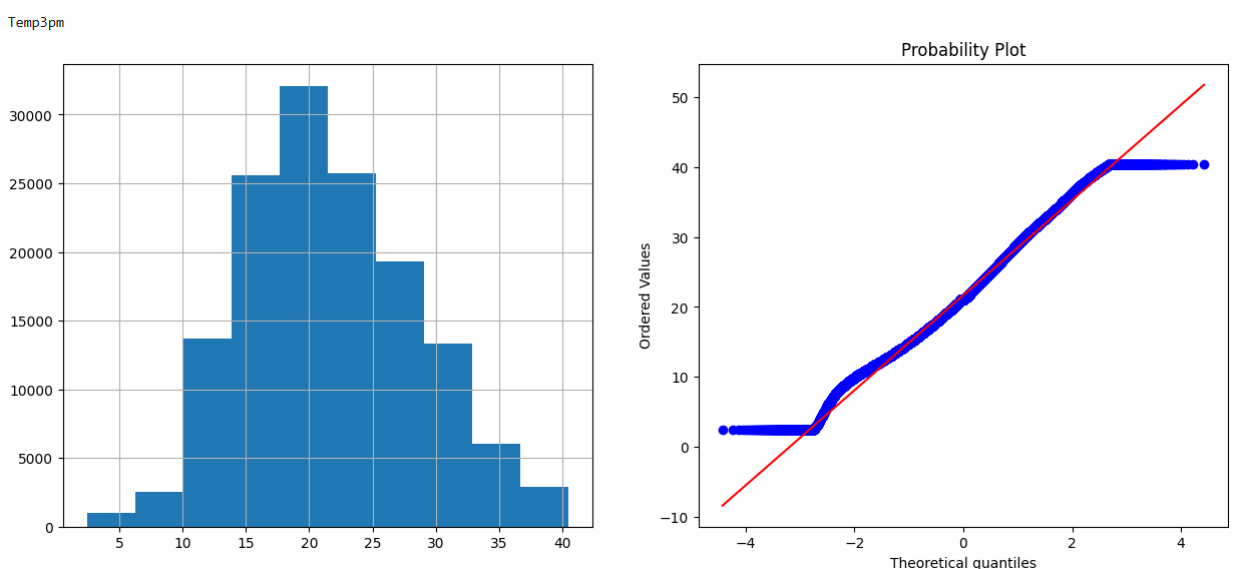 Temp3pm
30000
25000
20000
15000
10000
5000
0
5 10 15 20 25 30 35 40
Probability Plot
Ordered Values
50
40
30
20
10
0
−10
−4 −2 0 2 4
Theoretical quantiles